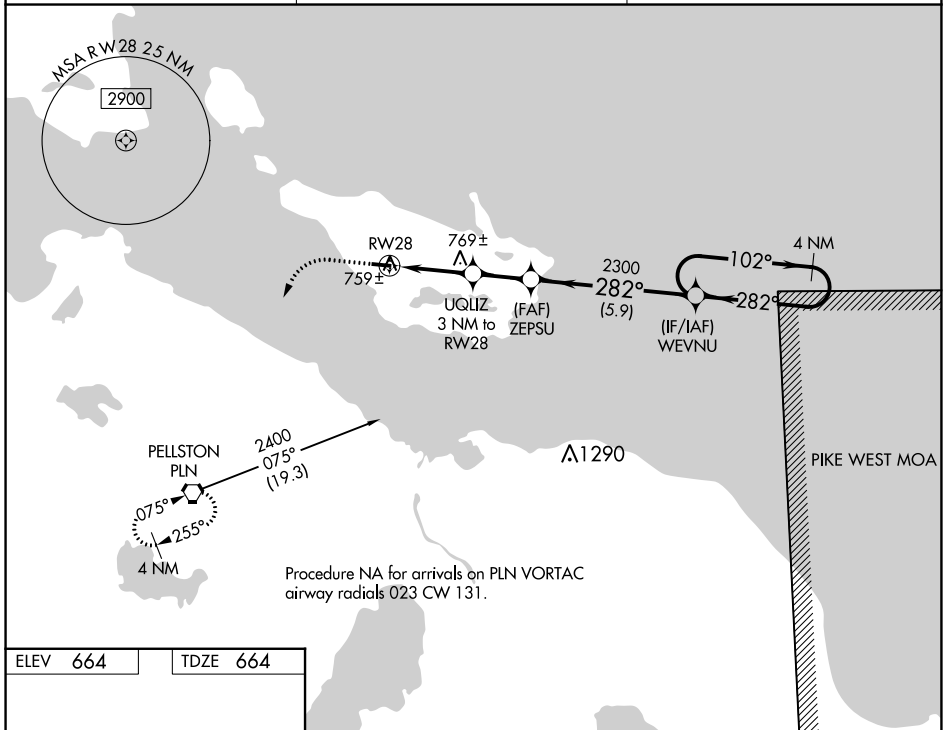 MSA RW28 25 NM
2900
RW28
759±
769±
UQLIZ
3 NM to
RW28
(FAF)
ZEPSU
2300
282°
(5.9)
(IF/IAF)
WEVNU
102°
4 NM
282°
PIKE WEST MOA
1290
PELLSTON
PLN
2400
075°
(19.3)
075°
255°
4 NM
Procedure NA for arrivals on PLN VORTAC
airway radials 023 CW 131.
ELEV 664
TDZE 664